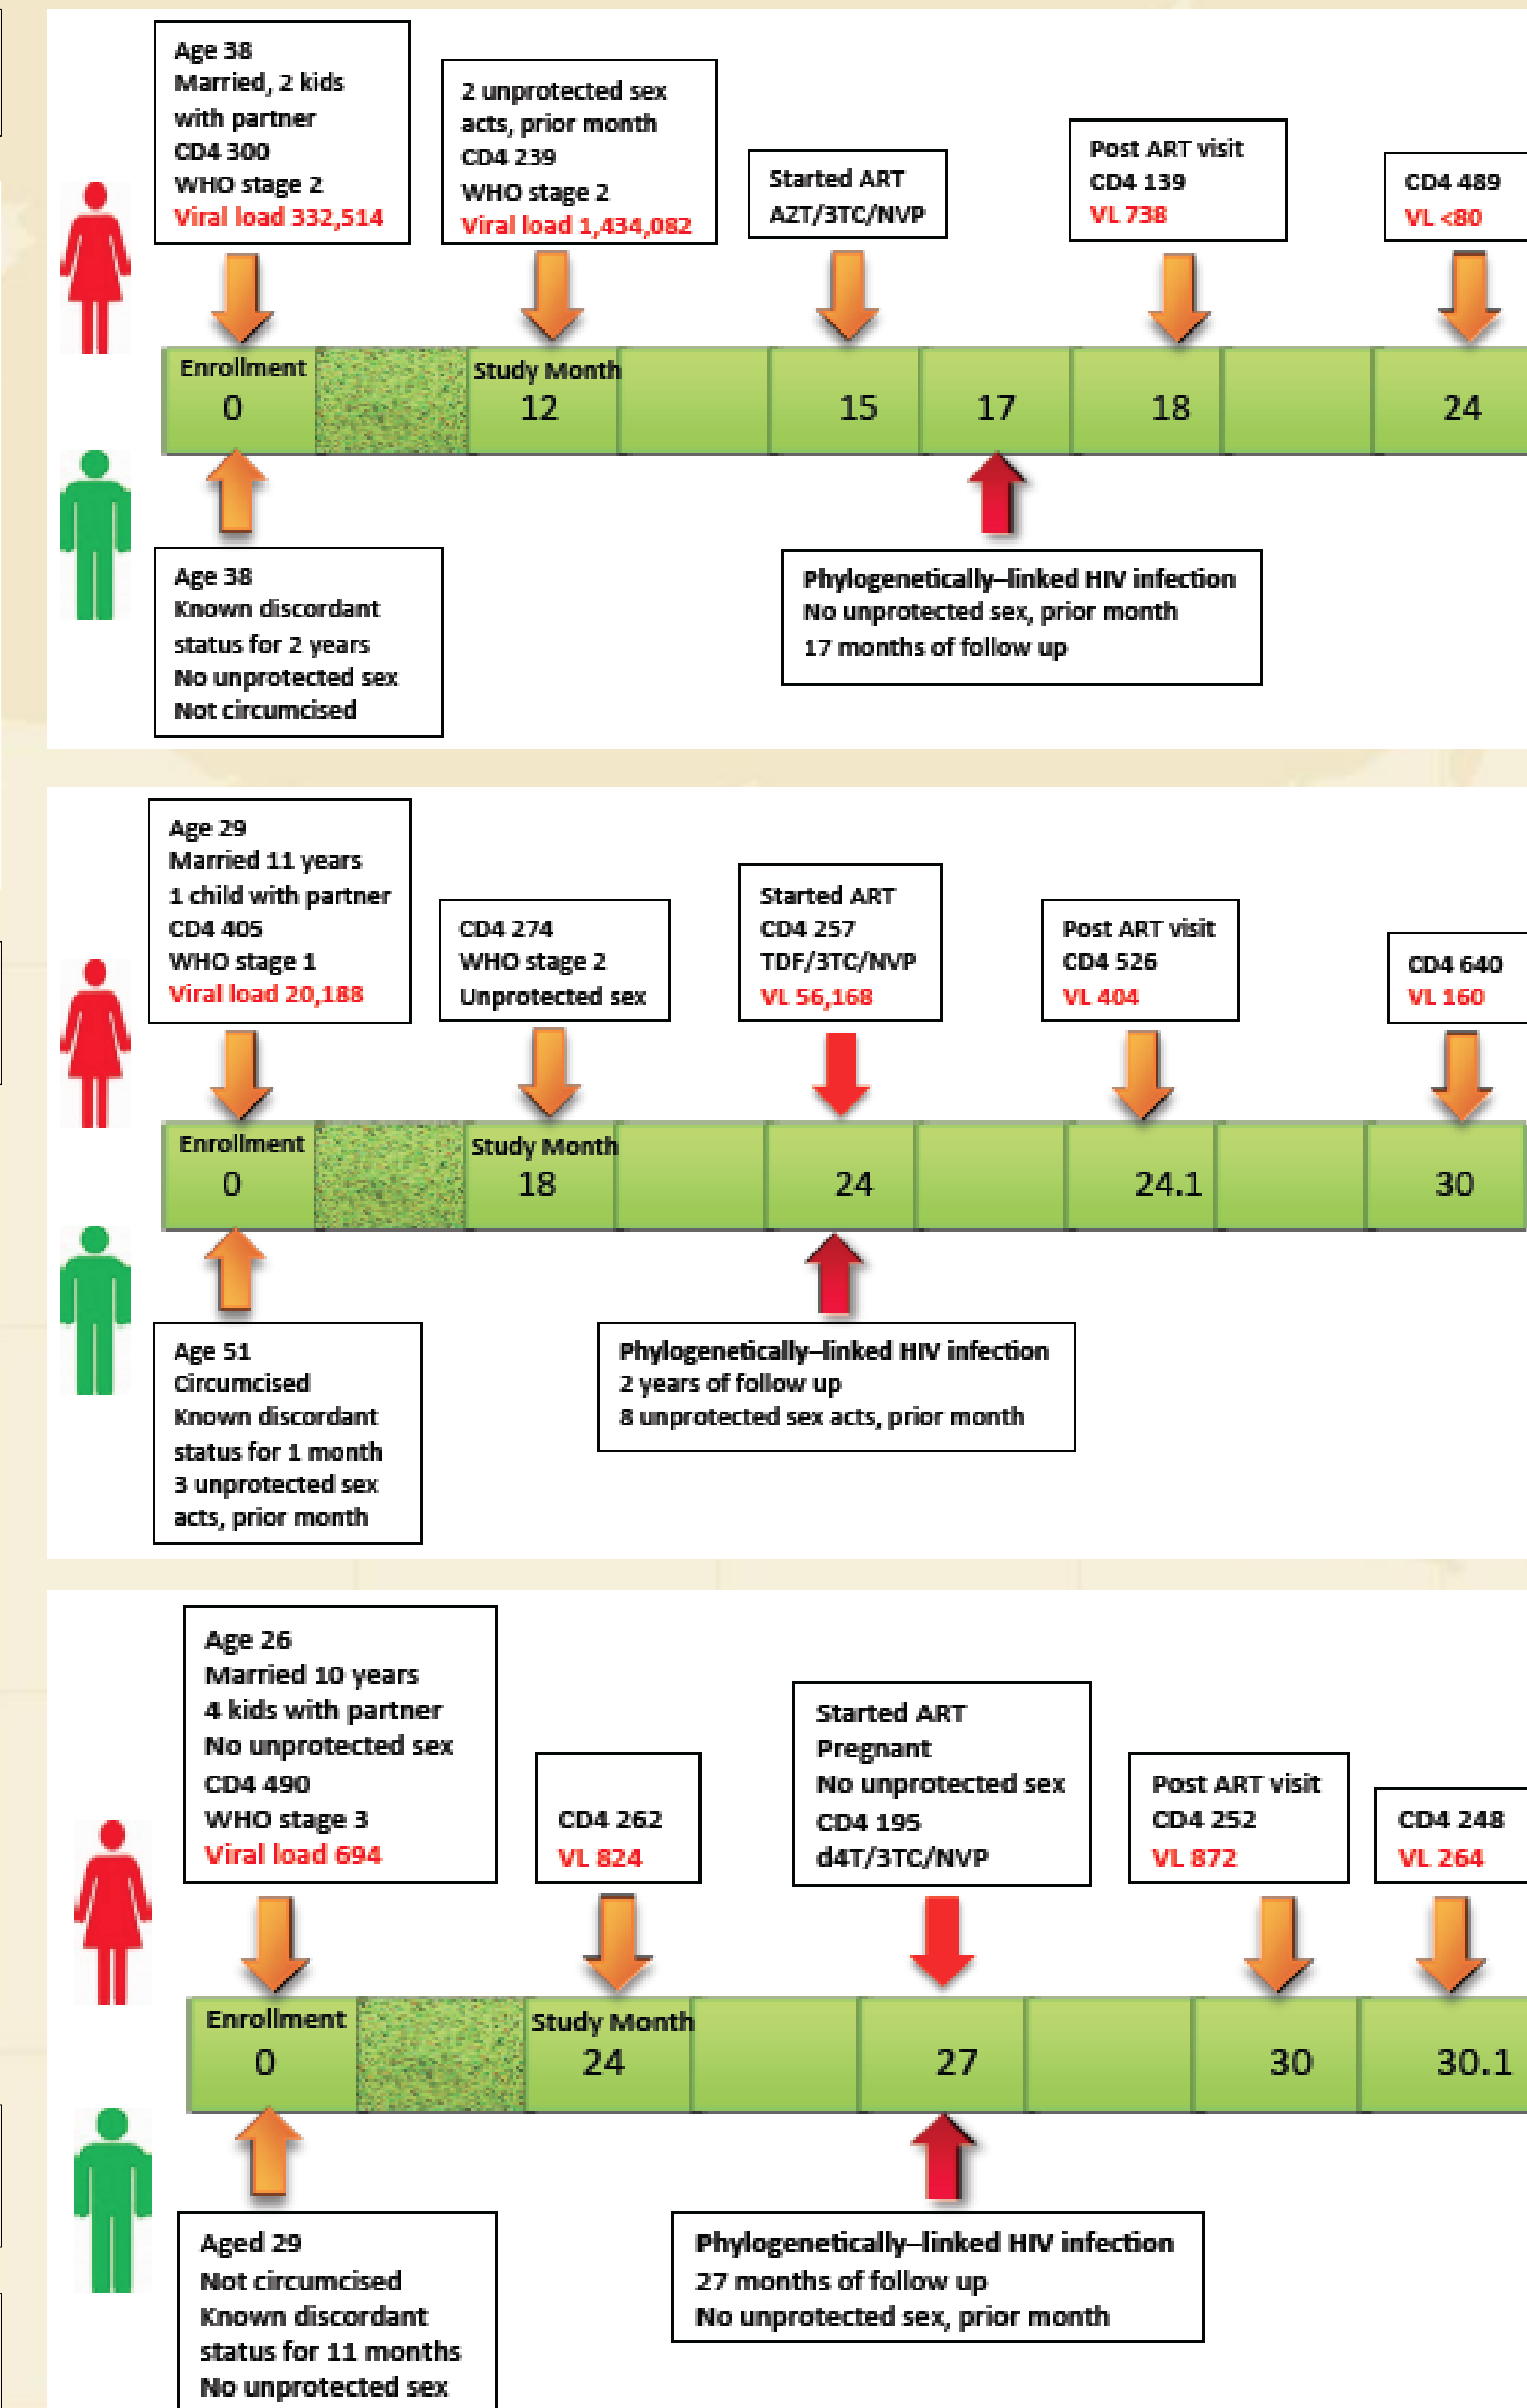 Age 38
Married, 2 kids
with partner
CD4 300
WHO stage 2
Viral load 332,514
2 unprotected sex
acts, prior month
CD4 239
WHO stage 2
Viral load 1,434,082
Started ART
AZT/3TC/NVP
Post ART visit
CD4 139
VL 738
CD4 489
VL <80
Enrollment
0
Study Month
12
15
17
18
24
Age 38
Known discordant
status for 2 years
No unprotected sex
Not circumcised
Phylogenetically–linked HIV infection
No unprotected sex, prior month
17 months of follow up
Age 29
Married 11 years
1 child with partner
CD4 405
WHO stage 1
Viral load 20,188
CD4 274
WHO stage 2
Unprotected sex
Started ART
CD4 257
TDF/3TC/NVP
VL 56,168
Post ART visit
CD4 526
VL 404
CD4 640
VL 160
Enrollment
0
Study Month
18
24
24.1
30
Age 51
Circumcised
Known discordant
status for 1 month
3 unprotected sex
acts, prior month
Phylogenetically–linked HIV infection
2 years of follow up
8 unprotected sex acts, prior month
Age 26
Married 10 years
4 kids with partner
No unprotected sex
CD4 490
WHO stage 3
Viral load 694
CD4 262
VL 824
Started ART
Pregnant
No unprotected sex
CD4 195
d4T/3TC/NVP
Post ART visit
CD4 252
VL 872
CD4 248
VL 264
Enrollment
0
Study Month
24
27
30
30.1
Aged 29
Not circumcised
Known discordant
status for 11 months
No unprotected sex
Phylogenetically–linked HIV infection
27 months of follow up
No unprotected sex, prior month